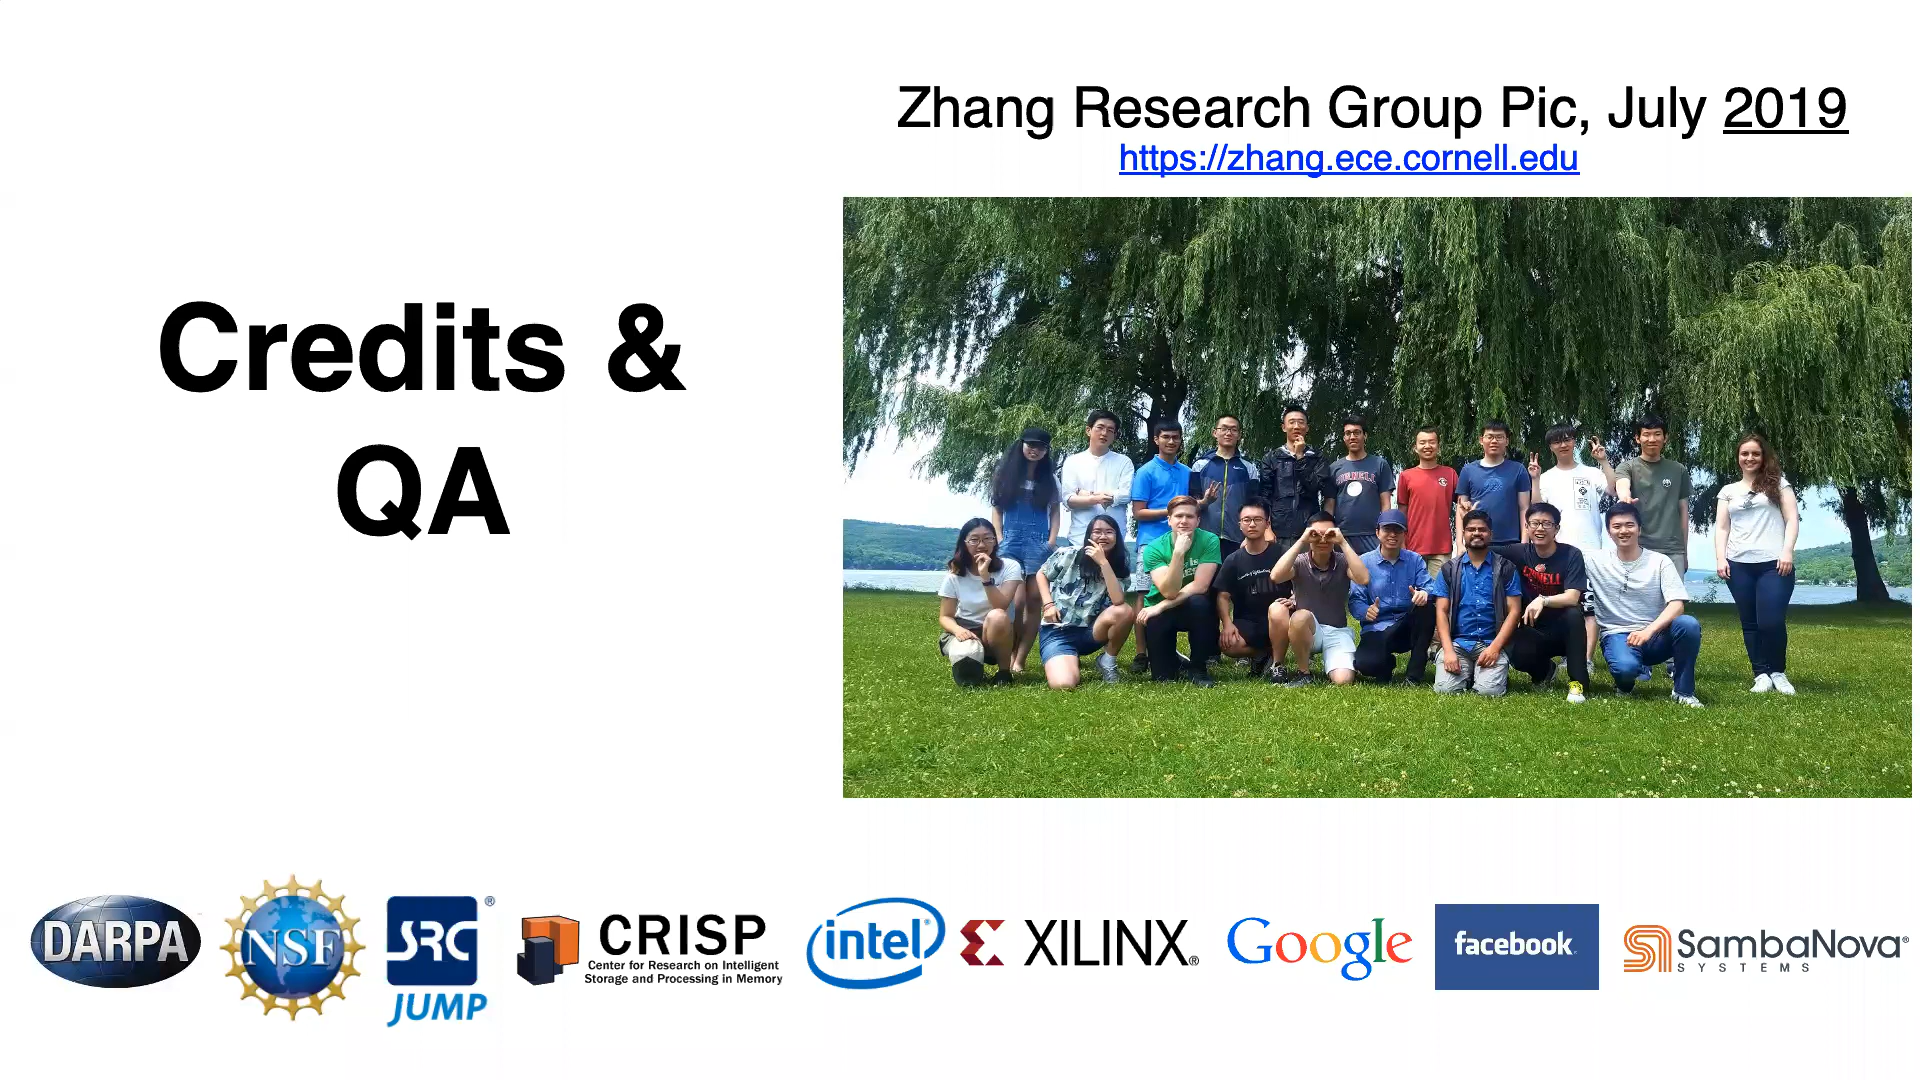 Zhang Research Group Pic, July 2019
https://zhang.ece.cornell.edu
Credits &
QA
DARPA
NSF
SRC®
JUMP
CRISP
Center for Research on Intelligent
Storage and Processing in Memory
intel®
XILINX®
Google
facebook
SambaNova®
SYSTEMS